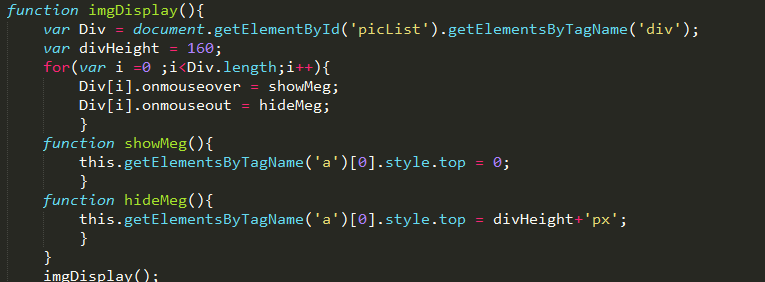 function imgDisplay(){
    var Div = document.getElementById('picList').getElementsByTagName('div');
    var divHeight = 160;
    for(var i =0 ;i<Div.length;i++){
        Div[i].onmouseover = showMeg;
        Div[i].onmouseout = hideMeg;
        }
    function showMeg(){
        this.getElementsByTagName('a')[0].style.top = 0;
        }
    function hideMeg(){
        this.getElementsByTagName('a')[0].style.top = divHeight+'px';
        }
    }
    imgDisplay();